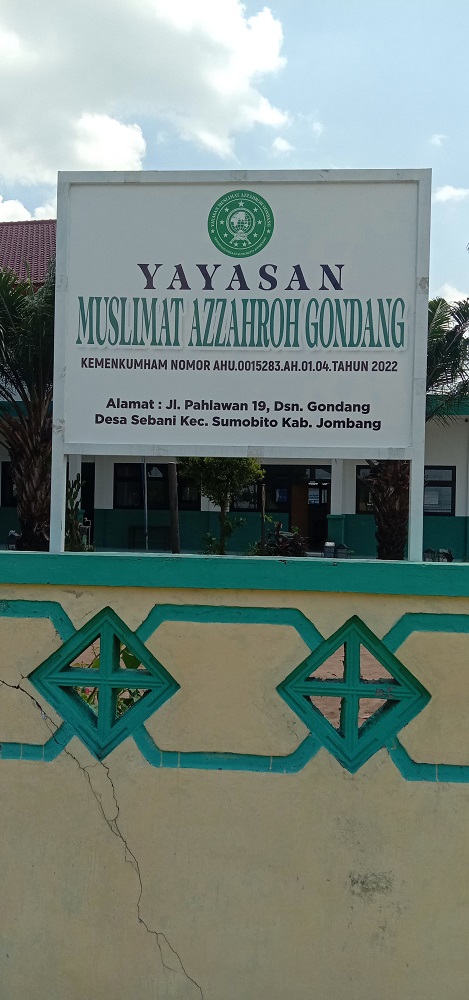 YAYASAN
MUSLIMAT AZZAHROH GONDANG
KEMENKUMHAM NOMOR AHU.0015283.AH.01.04.TAHUN 2022
Alamat : Jl. Pahlawan 19, Dsn. Gondang
Desa Sebani Kec. Sumobito Kab. Jombang